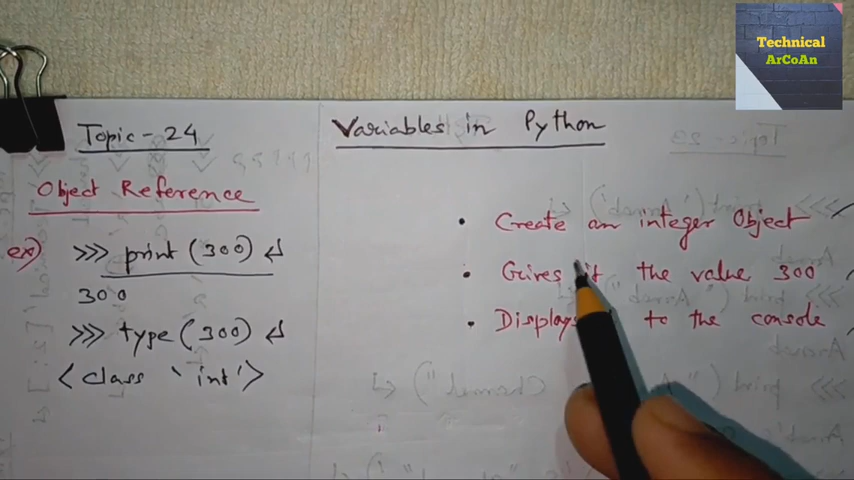 Technical
ArCoAn
Topic - 24
Variables in Python
Object Reference
ex) >>> print (300) ↵
300
>>> type (300) ↵
<class 'int'>
• Create an integer Object
• Gives it the value 300
• Displays to the console